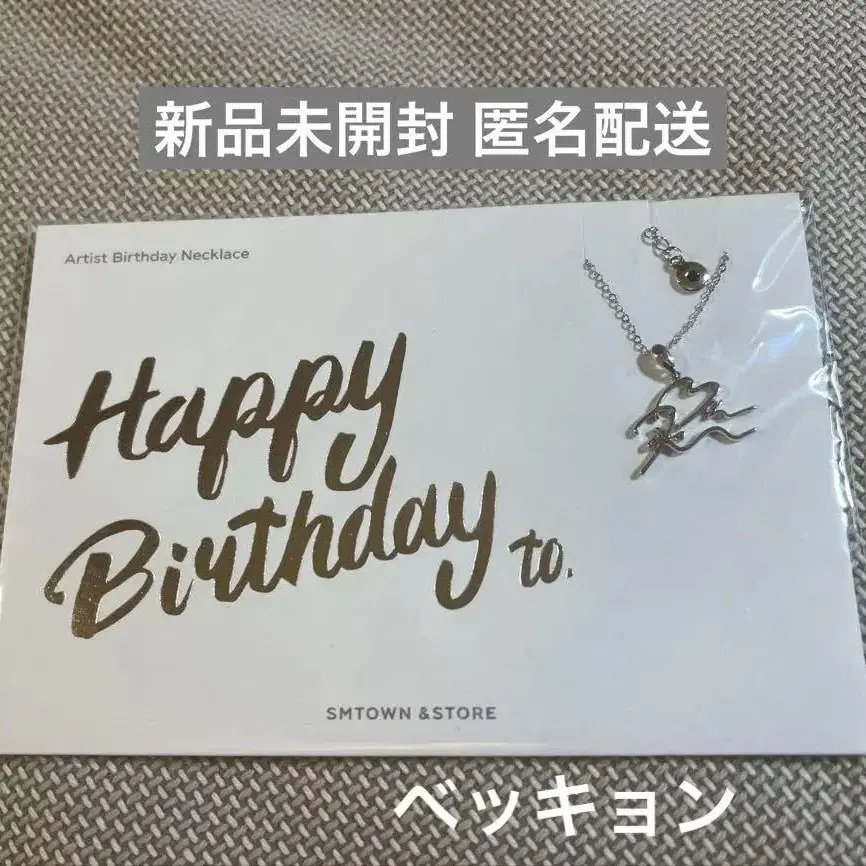 新品未開封 匿名配送
Artist Birthday Necklace
Happy
Birthday to.
SMTOWN &STORE
ベッキョン